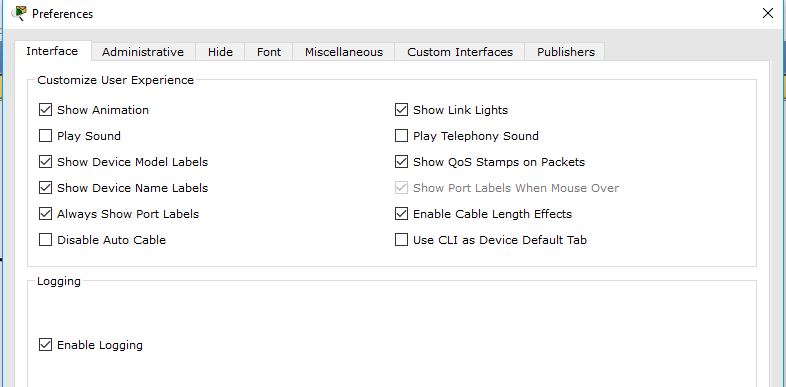 Preferences
Interface Administrative Hide Font Miscellaneous Custom Interfaces Publishers
Customize User Experience
Show Animation Show Link Lights
Play Sound Play Telephony Sound
Show Device Model Labels Show QoS Stamps on Packets
Show Device Name Labels Show Port Labels When Mouse Over
Always Show Port Labels Enable Cable Length Effects
Disable Auto Cable Use CLI as Device Default Tab
Logging
Enable Logging